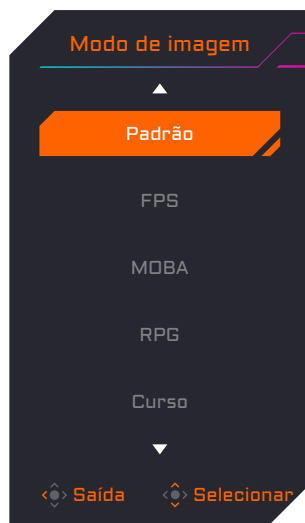 Modo de imagem
Padrão
FPS
MOBA
RPG
Curso
Saída Selecionar